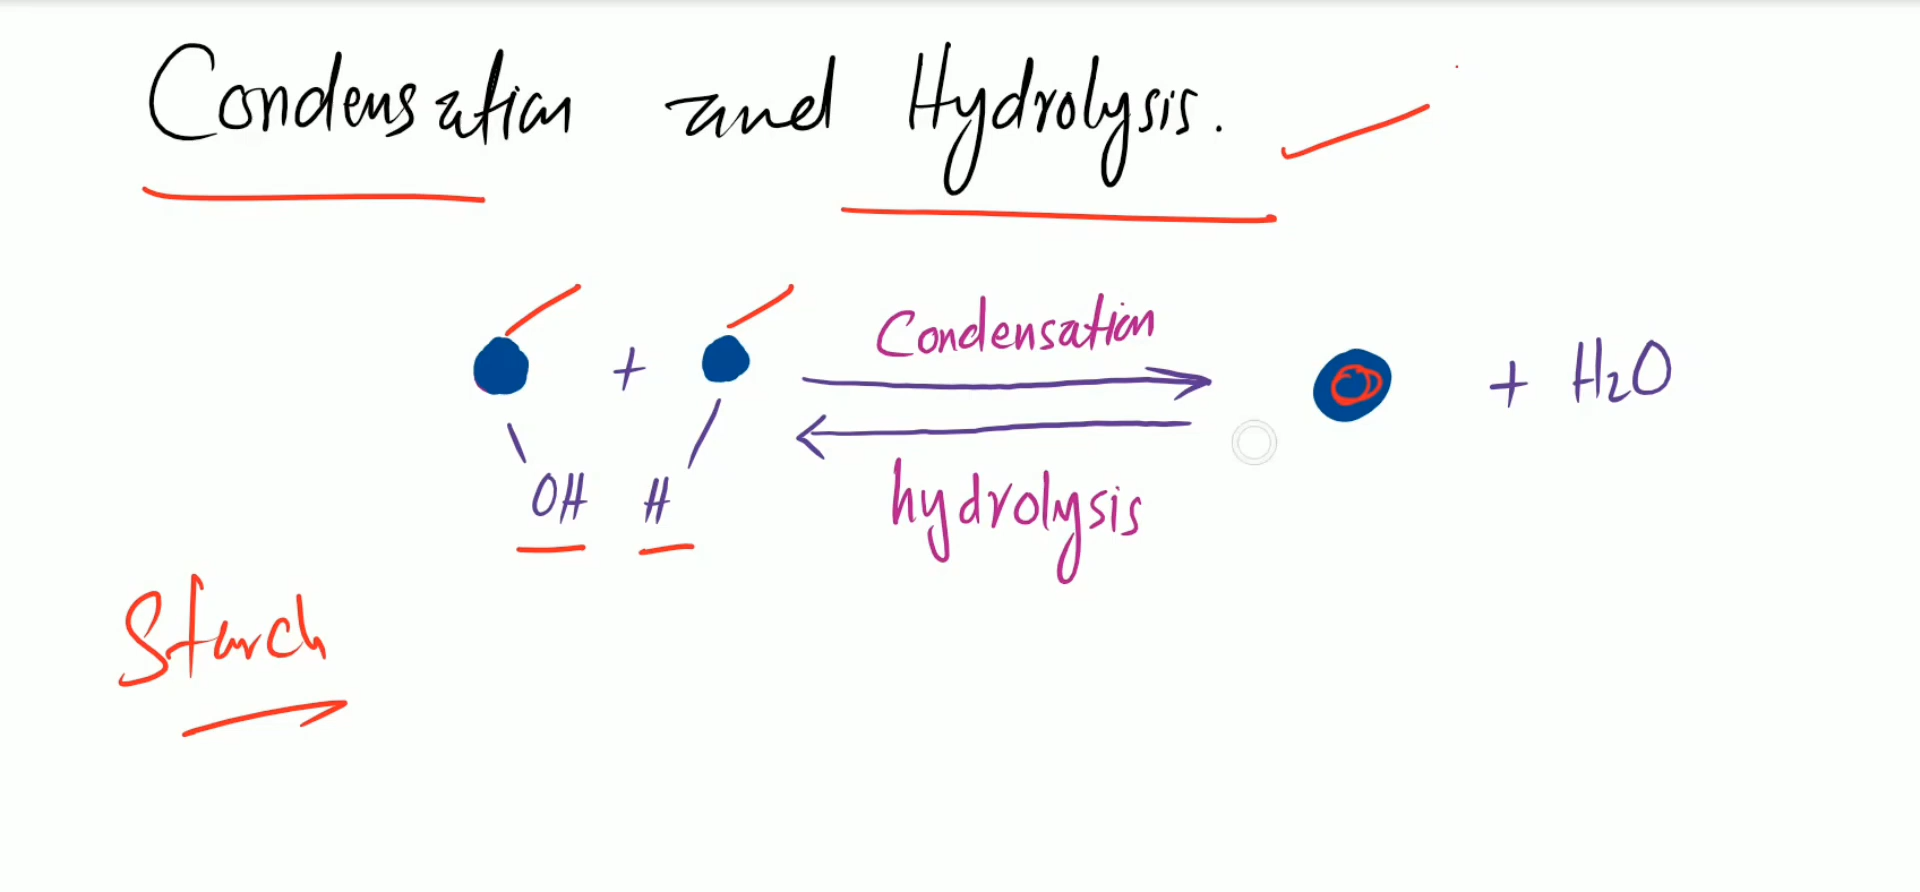 Condensation and Hydrolysis.
+ Condensation + H₂O
OH H hydrolysis
Starch